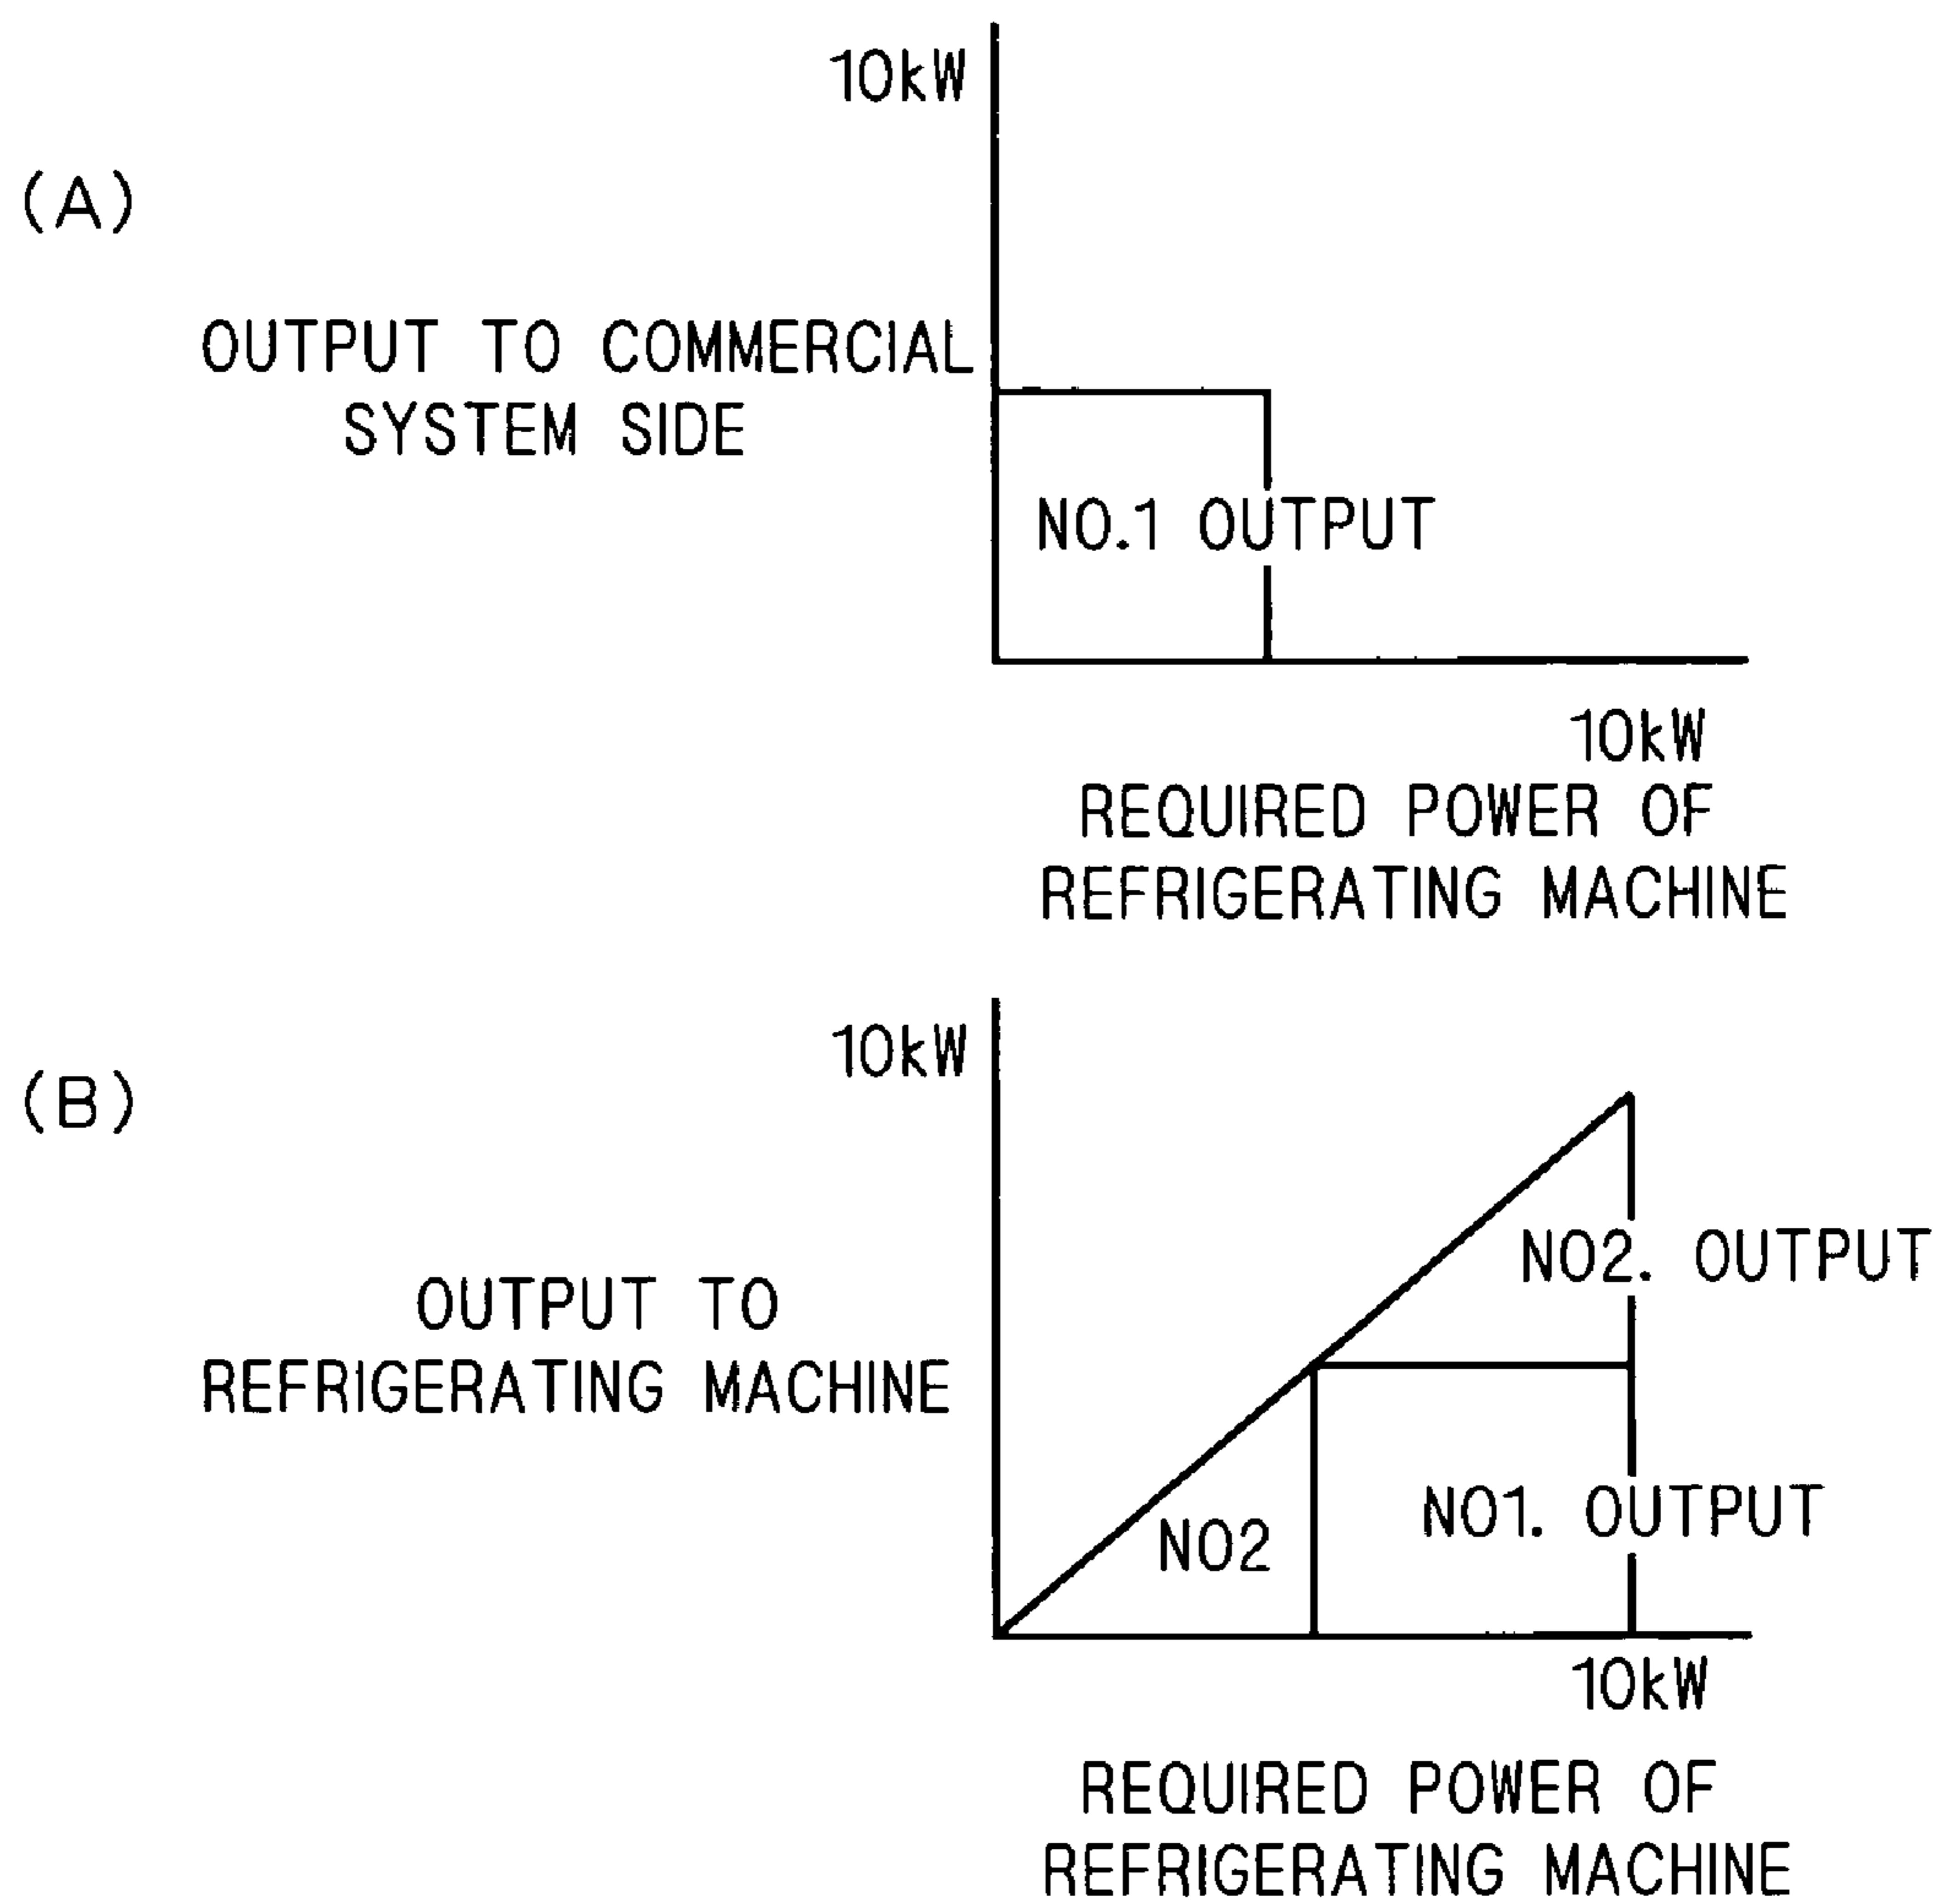 10kW
(A)
OUTPUT TO COMMERCIAL
SYSTEM SIDE
NO.1 OUTPUT
10kW
REQUIRED POWER OF
REFRIGERATING MACHINE
10kW
(B)
NO2. OUTPUT
OUTPUT TO
REFRIGERATING MACHINE
NO1. OUTPUT
NO2
10kW
REQUIRED POWER OF
REFRIGERATING MACHINE